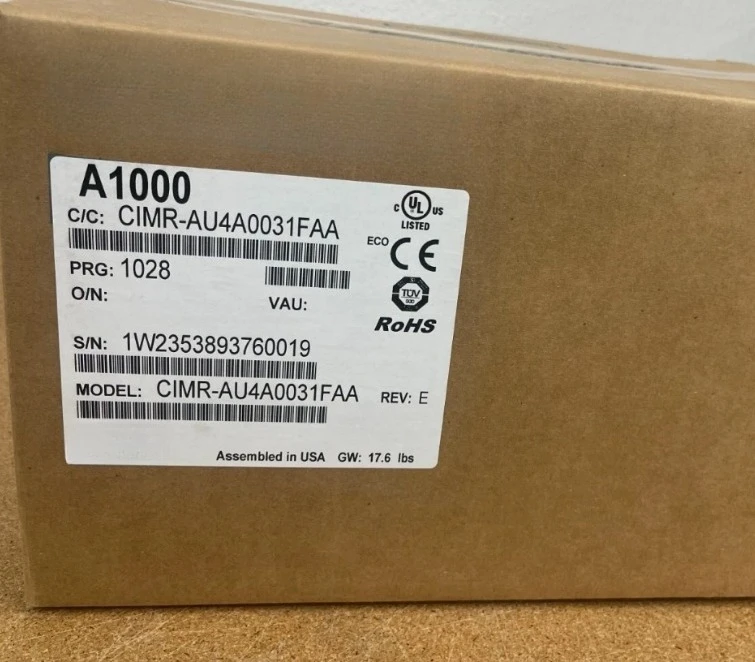 A1000
C/C: CIMR-AU4A0031FAA
C UL US
LISTED
ECO CE
PRG: 1028
O/N:
VAU:
TÜV
RoHS
S/N: 1W2353893760019
MODEL: CIMR-AU4A0031FAA REV: E
Assembled in USA GW: 17.6 lbs